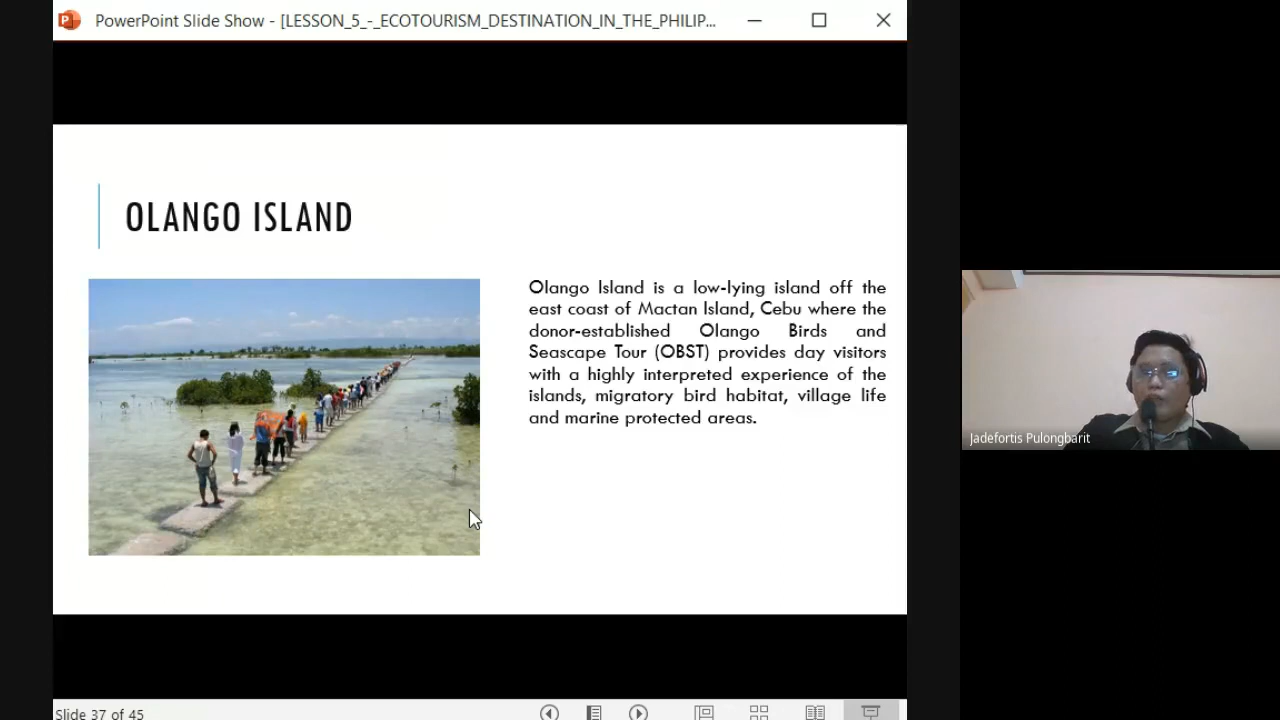 PowerPoint Slide Show - [LESSON_5_-_ECOTOURISM_DESTINATION_IN_THE_PHILIP...
OLANGO ISLAND
Olango Island is a low-lying island off the
east coast of Mactan Island, Cebu where the
donor-established Olango Birds and
Seascape Tour (OBST) provides day visitors
with a highly interpreted experience of the
islands, migratory bird habitat, village life
and marine protected areas.
Jadefortis Pulongbarit
Slide 37 of 45